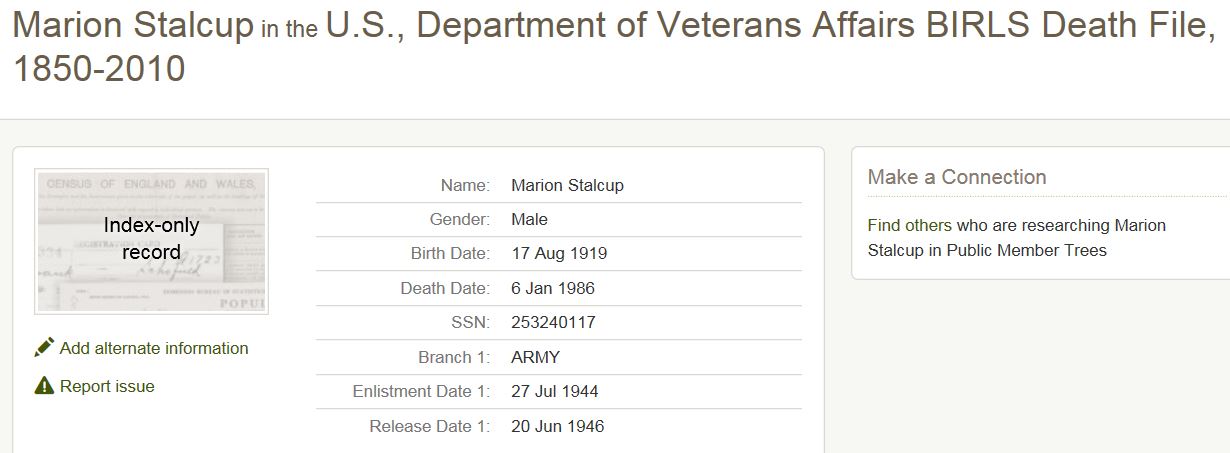 Marion Stalcup in the U.S., Department of Veterans Affairs BIRLS Death File,
1850-2010
CENSUS OF ENGLAND AND WALES,
Index-only
record
REGISTRATION CARD
POPUL
Add alternate information
Report issue
Name: Marion Stalcup
Gender: Male
Birth Date: 17 Aug 1919
Death Date: 6 Jan 1986
SSN: 253240117
Branch 1: ARMY
Enlistment Date 1: 27 Jul 1944
Release Date 1: 20 Jun 1946
Make a Connection
Find others who are researching Marion
Stalcup in Public Member Trees